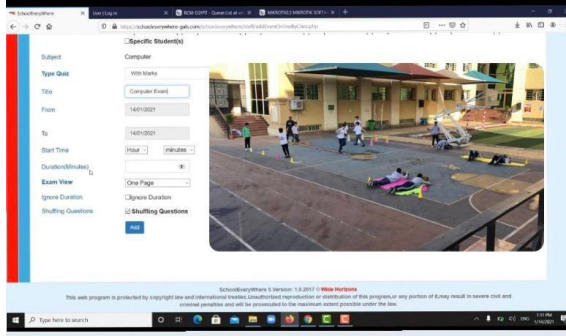 SchoolEveryWhere
User | Log in
https://schooleverywhere-gals.com/schooleverywhere/staff/addExamOnlineByClass.php
Specific Student(s)
Subject Computer
Type Quiz With Marks
Title Computer Exam
From 14/01/2021
To 14/01/2021
Start Time Hour minutes
Duration(Minutes)
Exam View One Page
Ignore Duration Ignore Duration
Shuffling Questions Shuffling Questions
Add
SchoolEveryWhere 5 Version: 1.0.2017 © Wide Horizons
This web program is protected by copyright law and international treaties.Unauthorized reproduction or distribution of this program,or any portion of it,may result in severe civil and
criminal penalties and will be prosecuted to the maximum extent possible under the law.
Type here to search
ENG
7:31 PM
1/14/2021